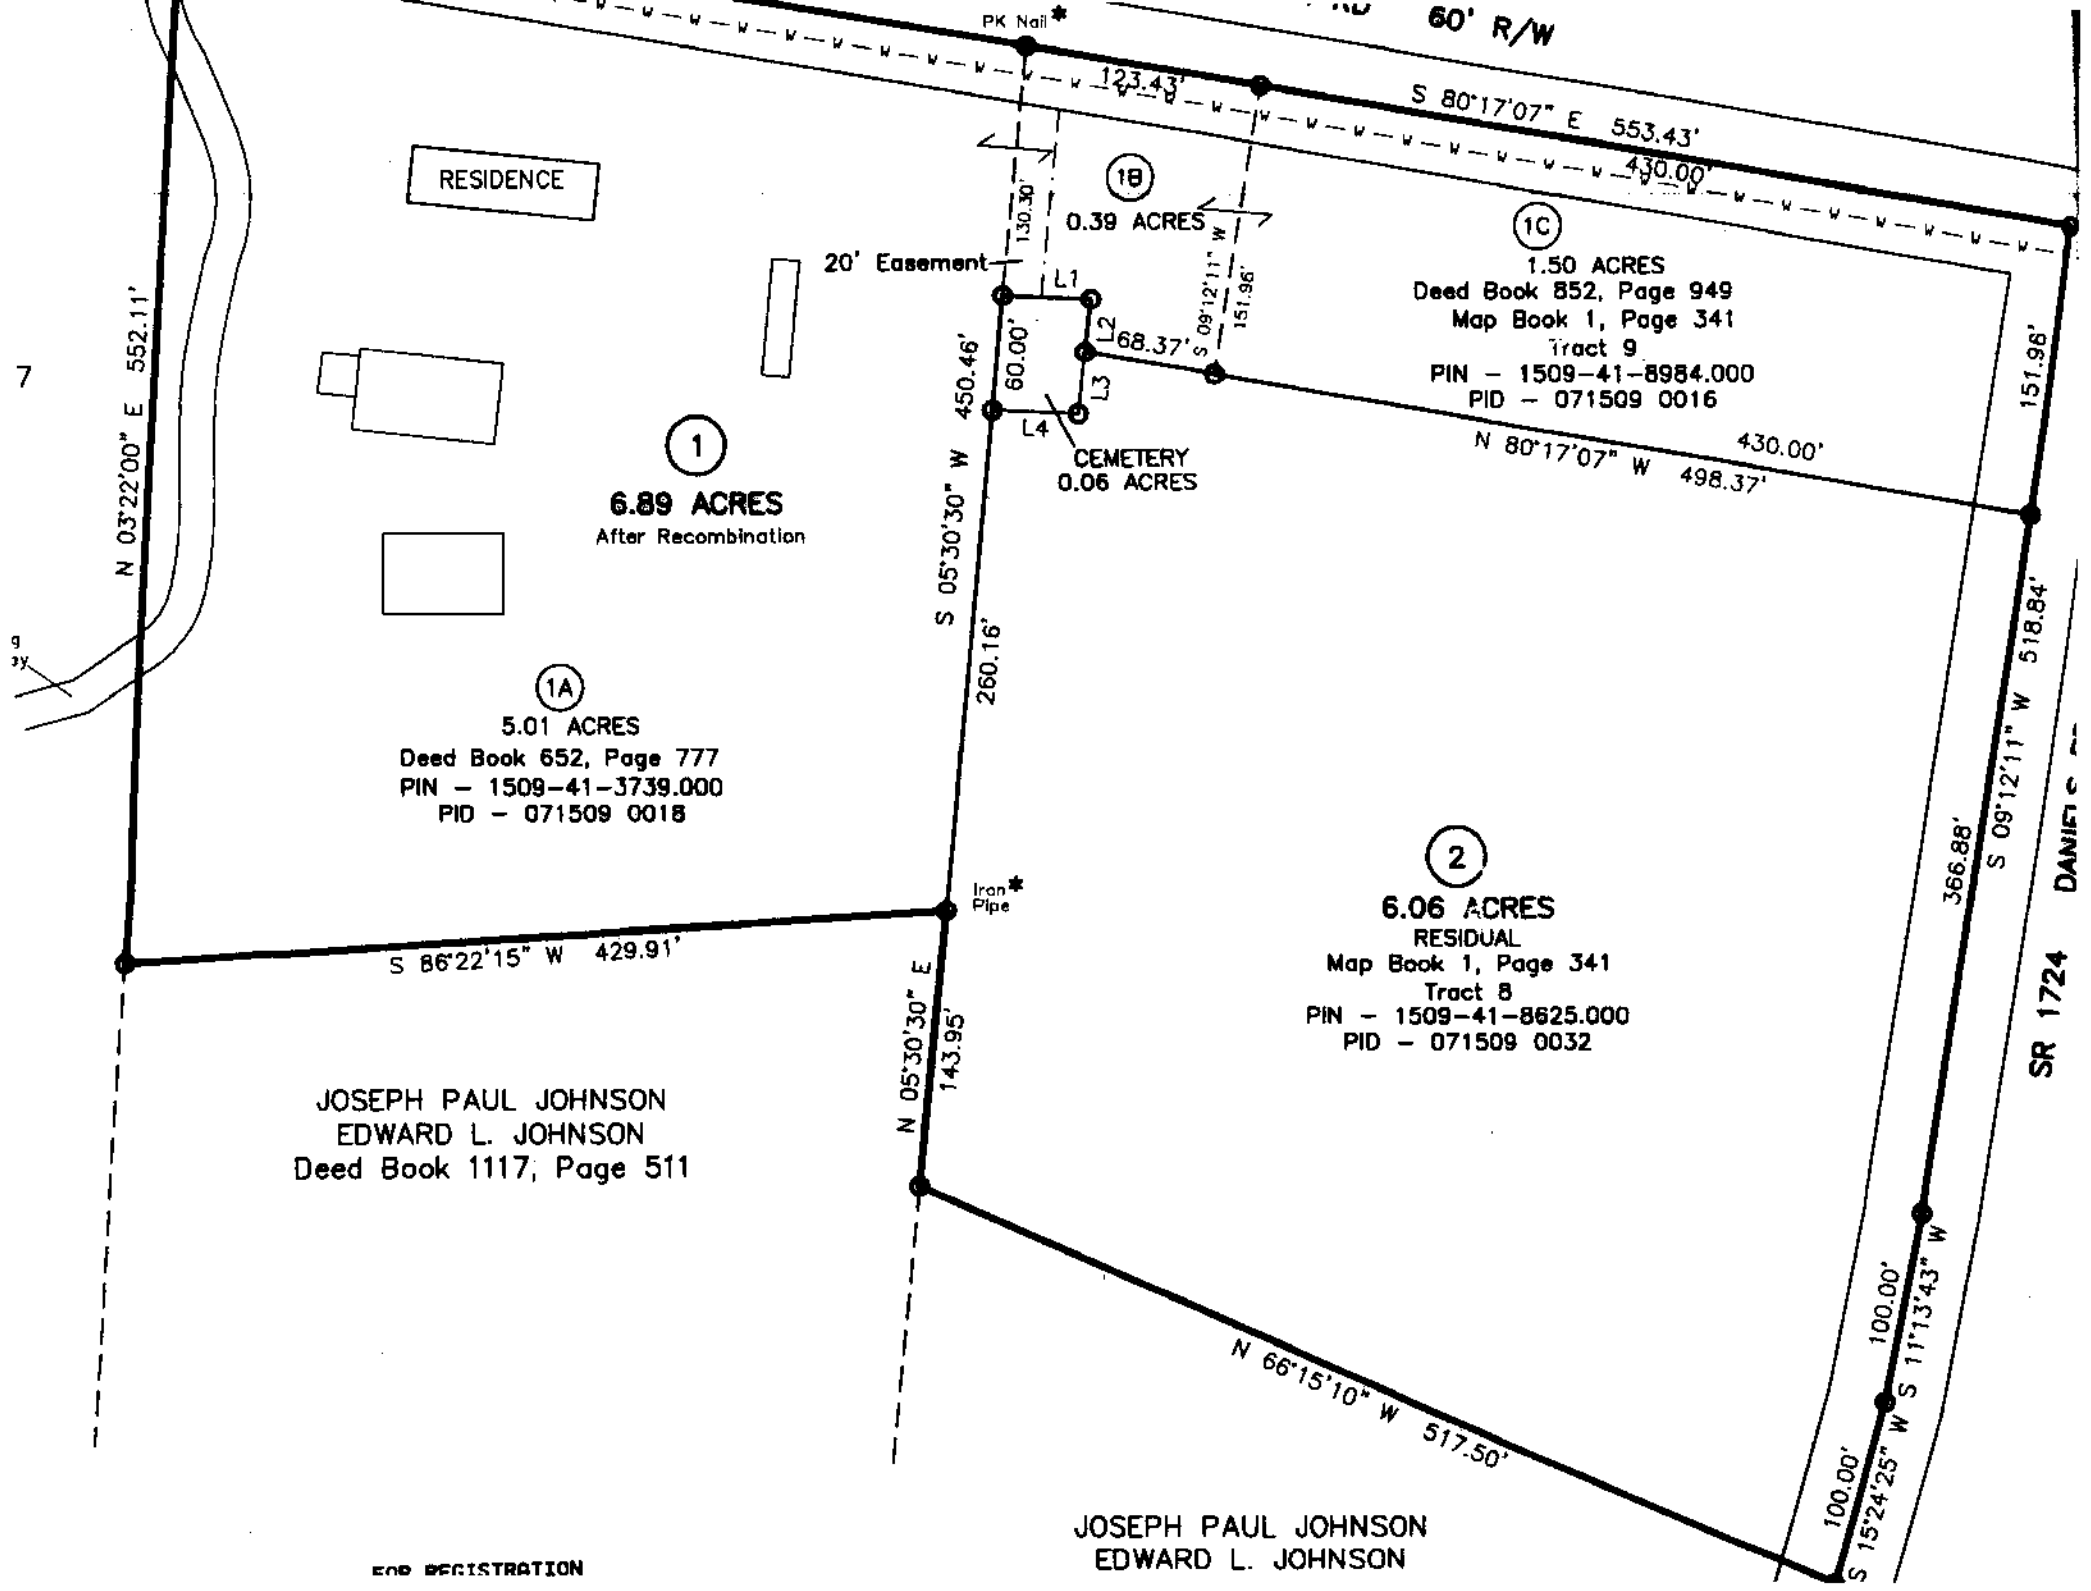 60' R/W
PK Nail*
123.43'
S 80°17'07" E 553.43'
430.00'
RESIDENCE
1B
0.39 ACRES
130.30'
20' Easement
L1
L2
L3
L4
60.00'
68.37'
S 09°12'11" W
151.96'
1C
1.50 ACRES
Deed Book 852, Page 949
Map Book 1, Page 341
Tract 9
PIN – 1509–41–8984.000
PID – 071509 0016
151.96'
430.00'
N 80°17'07" W 498.37'
CEMETERY
0.06 ACRES
7
N 03°22'00" E 552.11'
1
6.89 ACRES
After Recombination
S 05°30'30" W 450.46'
260.16'
1A
5.01 ACRES
Deed Book 652, Page 777
PIN – 1509–41–3739.000
PID – 071509 0018
Iron*
Pipe
S 86°22'15" W 429.91'
N 05°30'30" E
143.95'
2
6.06 ACRES
RESIDUAL
Map Book 1, Page 341
Tract 8
PIN – 1509–41–8625.000
PID – 071509 0032
S 09°12'11" W 518.84'
366.88'
SR 1724 DANIELS
JOSEPH PAUL JOHNSON
EDWARD L. JOHNSON
Deed Book 1117, Page 511
100.00'
S 11°13'43" W
100.00'
S 15°24'25" W
N 66°15'10" W 517.50'
JOSEPH PAUL JOHNSON
EDWARD L. JOHNSON
FOR REGISTRATION